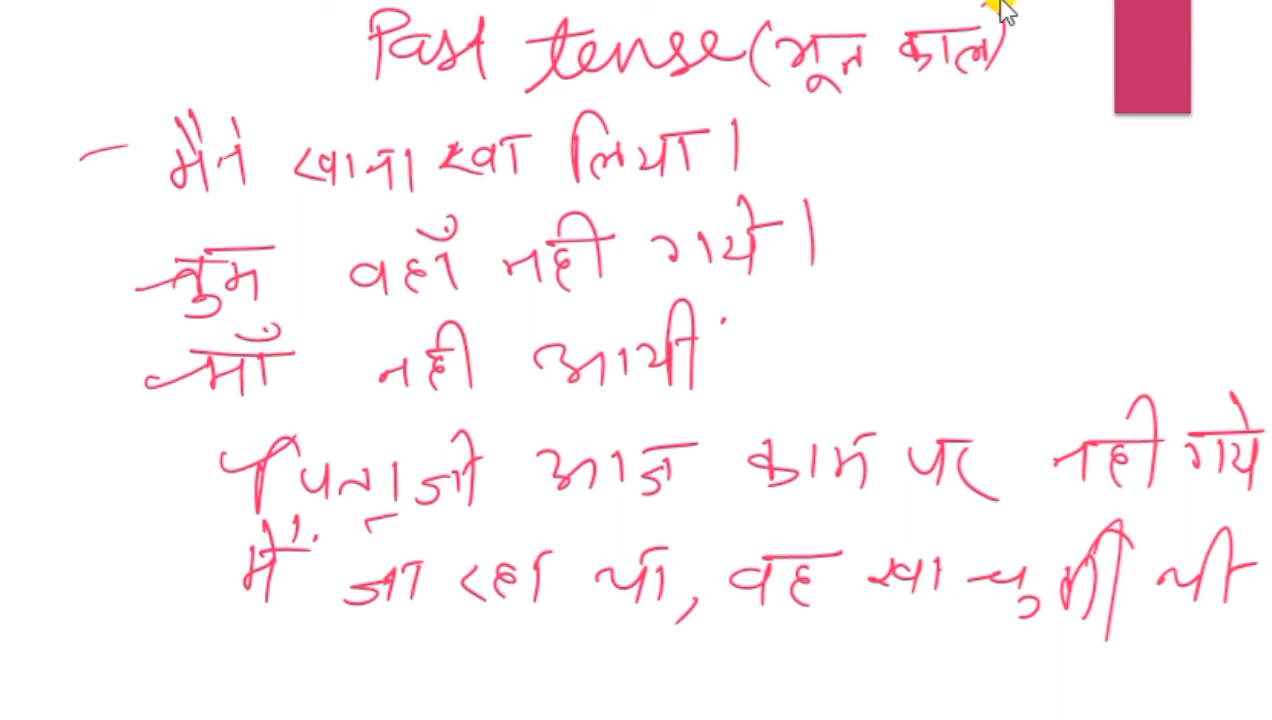 Past tense (भूत काल)
मैंने खाना खा लिया।
तुम वहाँ नही गये।
माँ नही आयी
पिताजी आज काम पर नही गये
मैं जा रहा था, वह खा चुकी थी